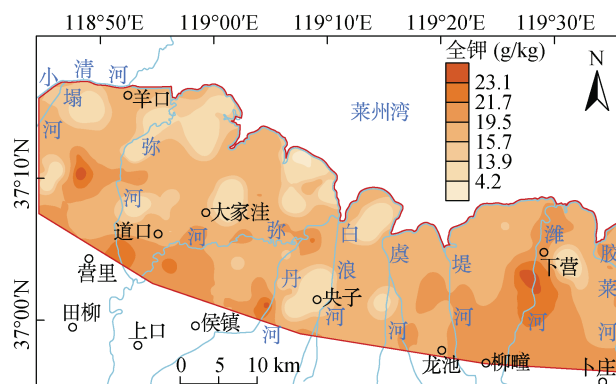 118°50′E
119°00′E
119°10′E
119°20′E
119°30′E
37°10′N
37°00′N
全钾 (g/kg)
23.1
21.7
19.5
15.7
13.9
4.2
N
莱州湾
小清河
塌河
羊口
弥河
大家洼
道口
弥河
营里
丹河
白浪河
央子
虞河
堤河
潍河
下营
胶莱河
田柳
上口
侯镇
龙池
柳疃
卜庄
0 5 10 km